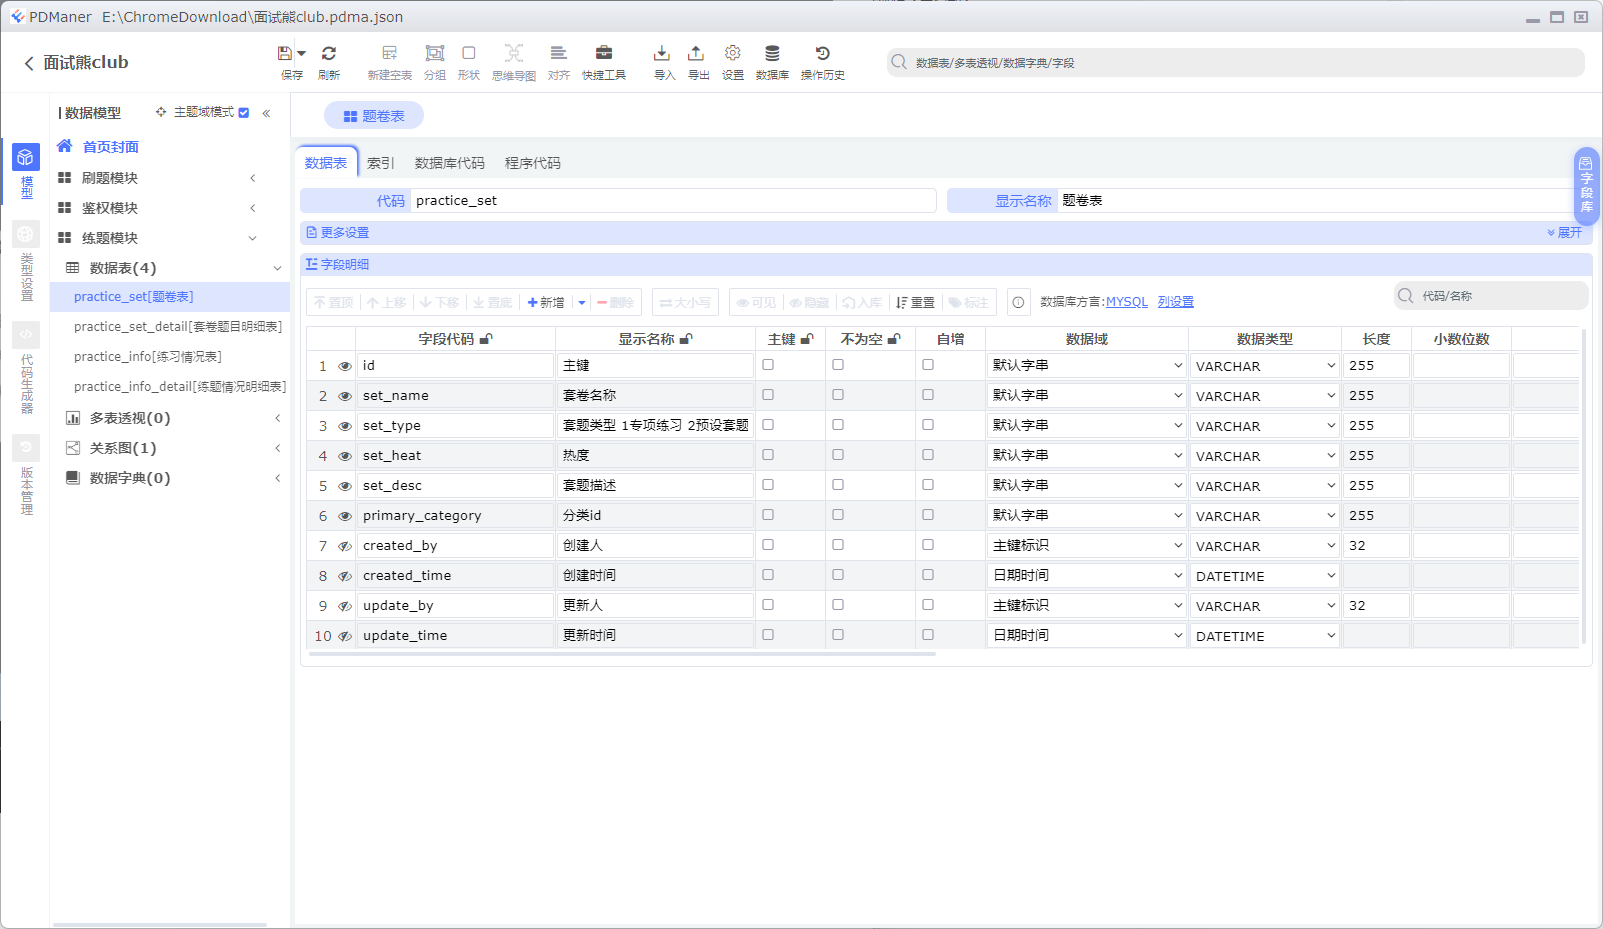 PDManer E:\ChromeDownload\面试熊club.pdma.json
面试熊club
保存 刷新 新建空表 分组 形状 思维导图 对齐 快捷工具 导入 导出 设置 数据库 操作历史
数据表/多表透视/数据字典/字段
模型
类型设置
代码生成器
版本管理
数据模型 主题域模式
首页封面
刷题模块
鉴权模块
练题模块
数据表(4)
practice_set[题卷表]
practice_set_detail[套卷题目明细表]
practice_info[练习情况表]
practice_info_detail[练题情况明细表]
多表透视(0)
关系图(1)
数据字典(0)
题卷表
数据表 索引 数据库代码 程序代码
代码 practice_set 显示名称 题卷表
更多设置 展开
字段库
字段明细
置顶 上移 下移 置底 新增 删除 大小写 可见 隐藏 入库 重置 标注 数据库方言:MYSQL 列设置 代码/名称
字段代码 显示名称 主键 不为空 自增 数据域 数据类型 长度 小数位数
1 id 主键 默认字串 VARCHAR 255
2 set_name 套卷名称 默认字串 VARCHAR 255
3 set_type 套题类型 1专项练习 2预设套题 默认字串 VARCHAR 255
4 set_heat 热度 默认字串 VARCHAR 255
5 set_desc 套题描述 默认字串 VARCHAR 255
6 primary_category 分类id 默认字串 VARCHAR 255
7 created_by 创建人 主键标识 VARCHAR 32
8 created_time 创建时间 日期时间 DATETIME
9 update_by 更新人 主键标识 VARCHAR 32
10 update_time 更新时间 日期时间 DATETIME